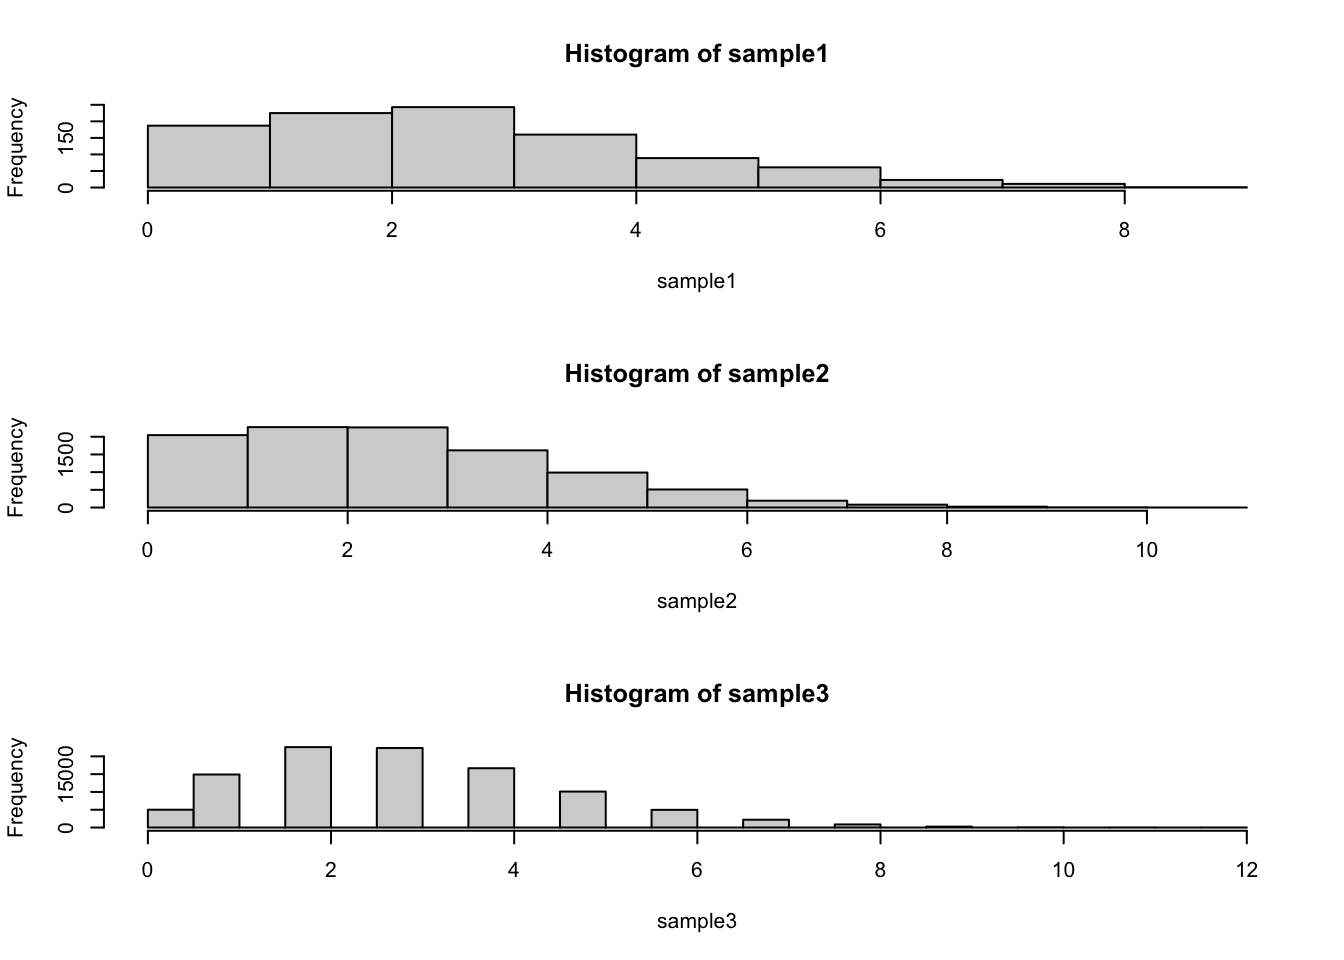 Histogram of sample1
Frequency
150
0
0 2 4 6 8
sample1
Histogram of sample2
Frequency
1500
0
0 2 4 6 8 10
sample2
Histogram of sample3
Frequency
15000
0
0 2 4 6 8 10 12
sample3